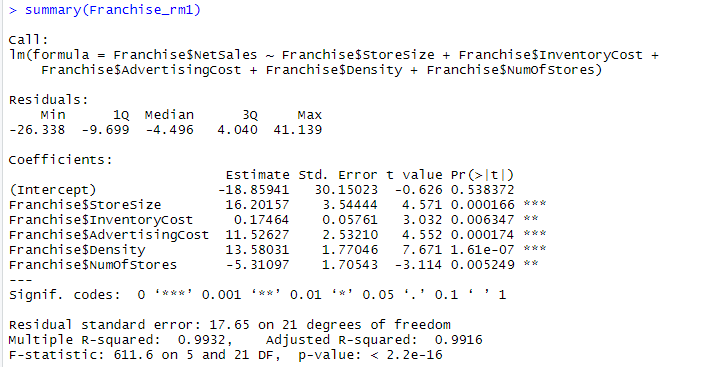 > summary(Franchise_rm1)
Call:
lm(formula = Franchise$NetSales ~ Franchise$StoreSize + Franchise$InventoryCost +
    Franchise$AdvertisingCost + Franchise$Density + Franchise$NumOfStores)
Residuals:
    Min      1Q  Median      3Q     Max
-26.338  -9.699  -4.496   4.040  41.139
Coefficients:
                           Estimate Std. Error t value Pr(>|t|)
(Intercept)               -18.85941   30.15023  -0.626 0.538372
Franchise$StoreSize        16.20157    3.54444   4.571 0.000166 ***
Franchise$InventoryCost     0.17464    0.05761   3.032 0.006347 **
Franchise$AdvertisingCost  11.52627    2.53210   4.552 0.000174 ***
Franchise$Density          13.58031    1.77046   7.671 1.61e-07 ***
Franchise$NumOfStores      -5.31097    1.70543  -3.114 0.005249 **
---
Signif. codes:  0 ‘***’ 0.001 ‘**’ 0.01 ‘*’ 0.05 ‘.’ 0.1 ‘ ’ 1
Residual standard error: 17.65 on 21 degrees of freedom
Multiple R-squared:  0.9932,    Adjusted R-squared:  0.9916
F-statistic: 611.6 on 5 and 21 DF,  p-value: < 2.2e-16